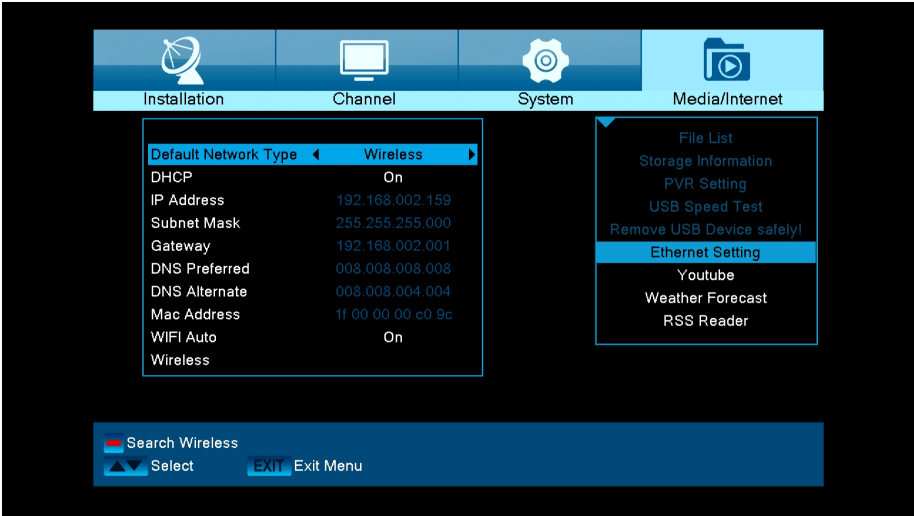 Installation Channel System Media/Internet
Default Network Type Wireless
DHCP On
IP Address 192.168.002.159
Subnet Mask 255.255.255.000
Gateway 192.168.002.001
DNS Preferred 008.008.008.008
DNS Alternate 008.008.004.004
Mac Address 1f 00 00 00 c0 9c
WIFI Auto On
Wireless
File List
Storage Information
PVR Setting
USB Speed Test
Remove USB Device safely!
Ethernet Setting
Youtube
Weather Forecast
RSS Reader
Search Wireless
Select EXIT Exit Menu